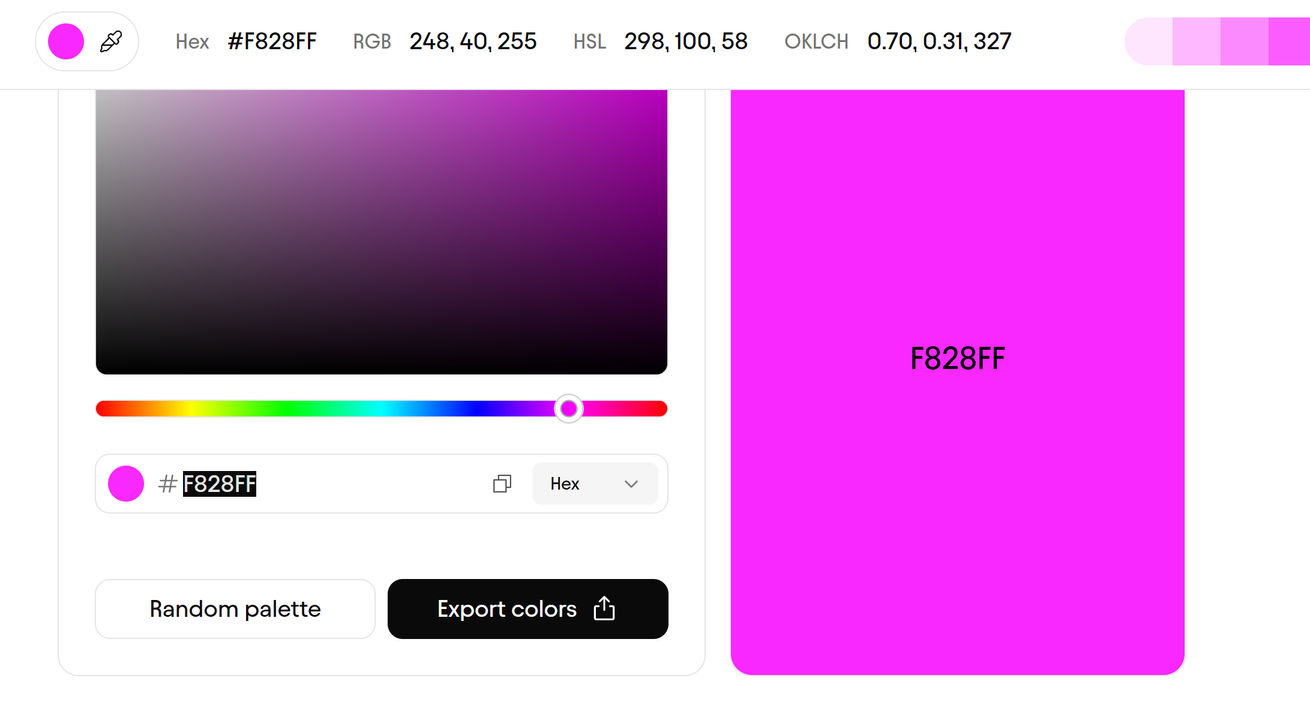 Hex #F828FF RGB 248, 40, 255 HSL 298, 100, 58 OKLCH 0.70, 0.31, 327
F828FF
# F828FF Hex
Random palette Export colors